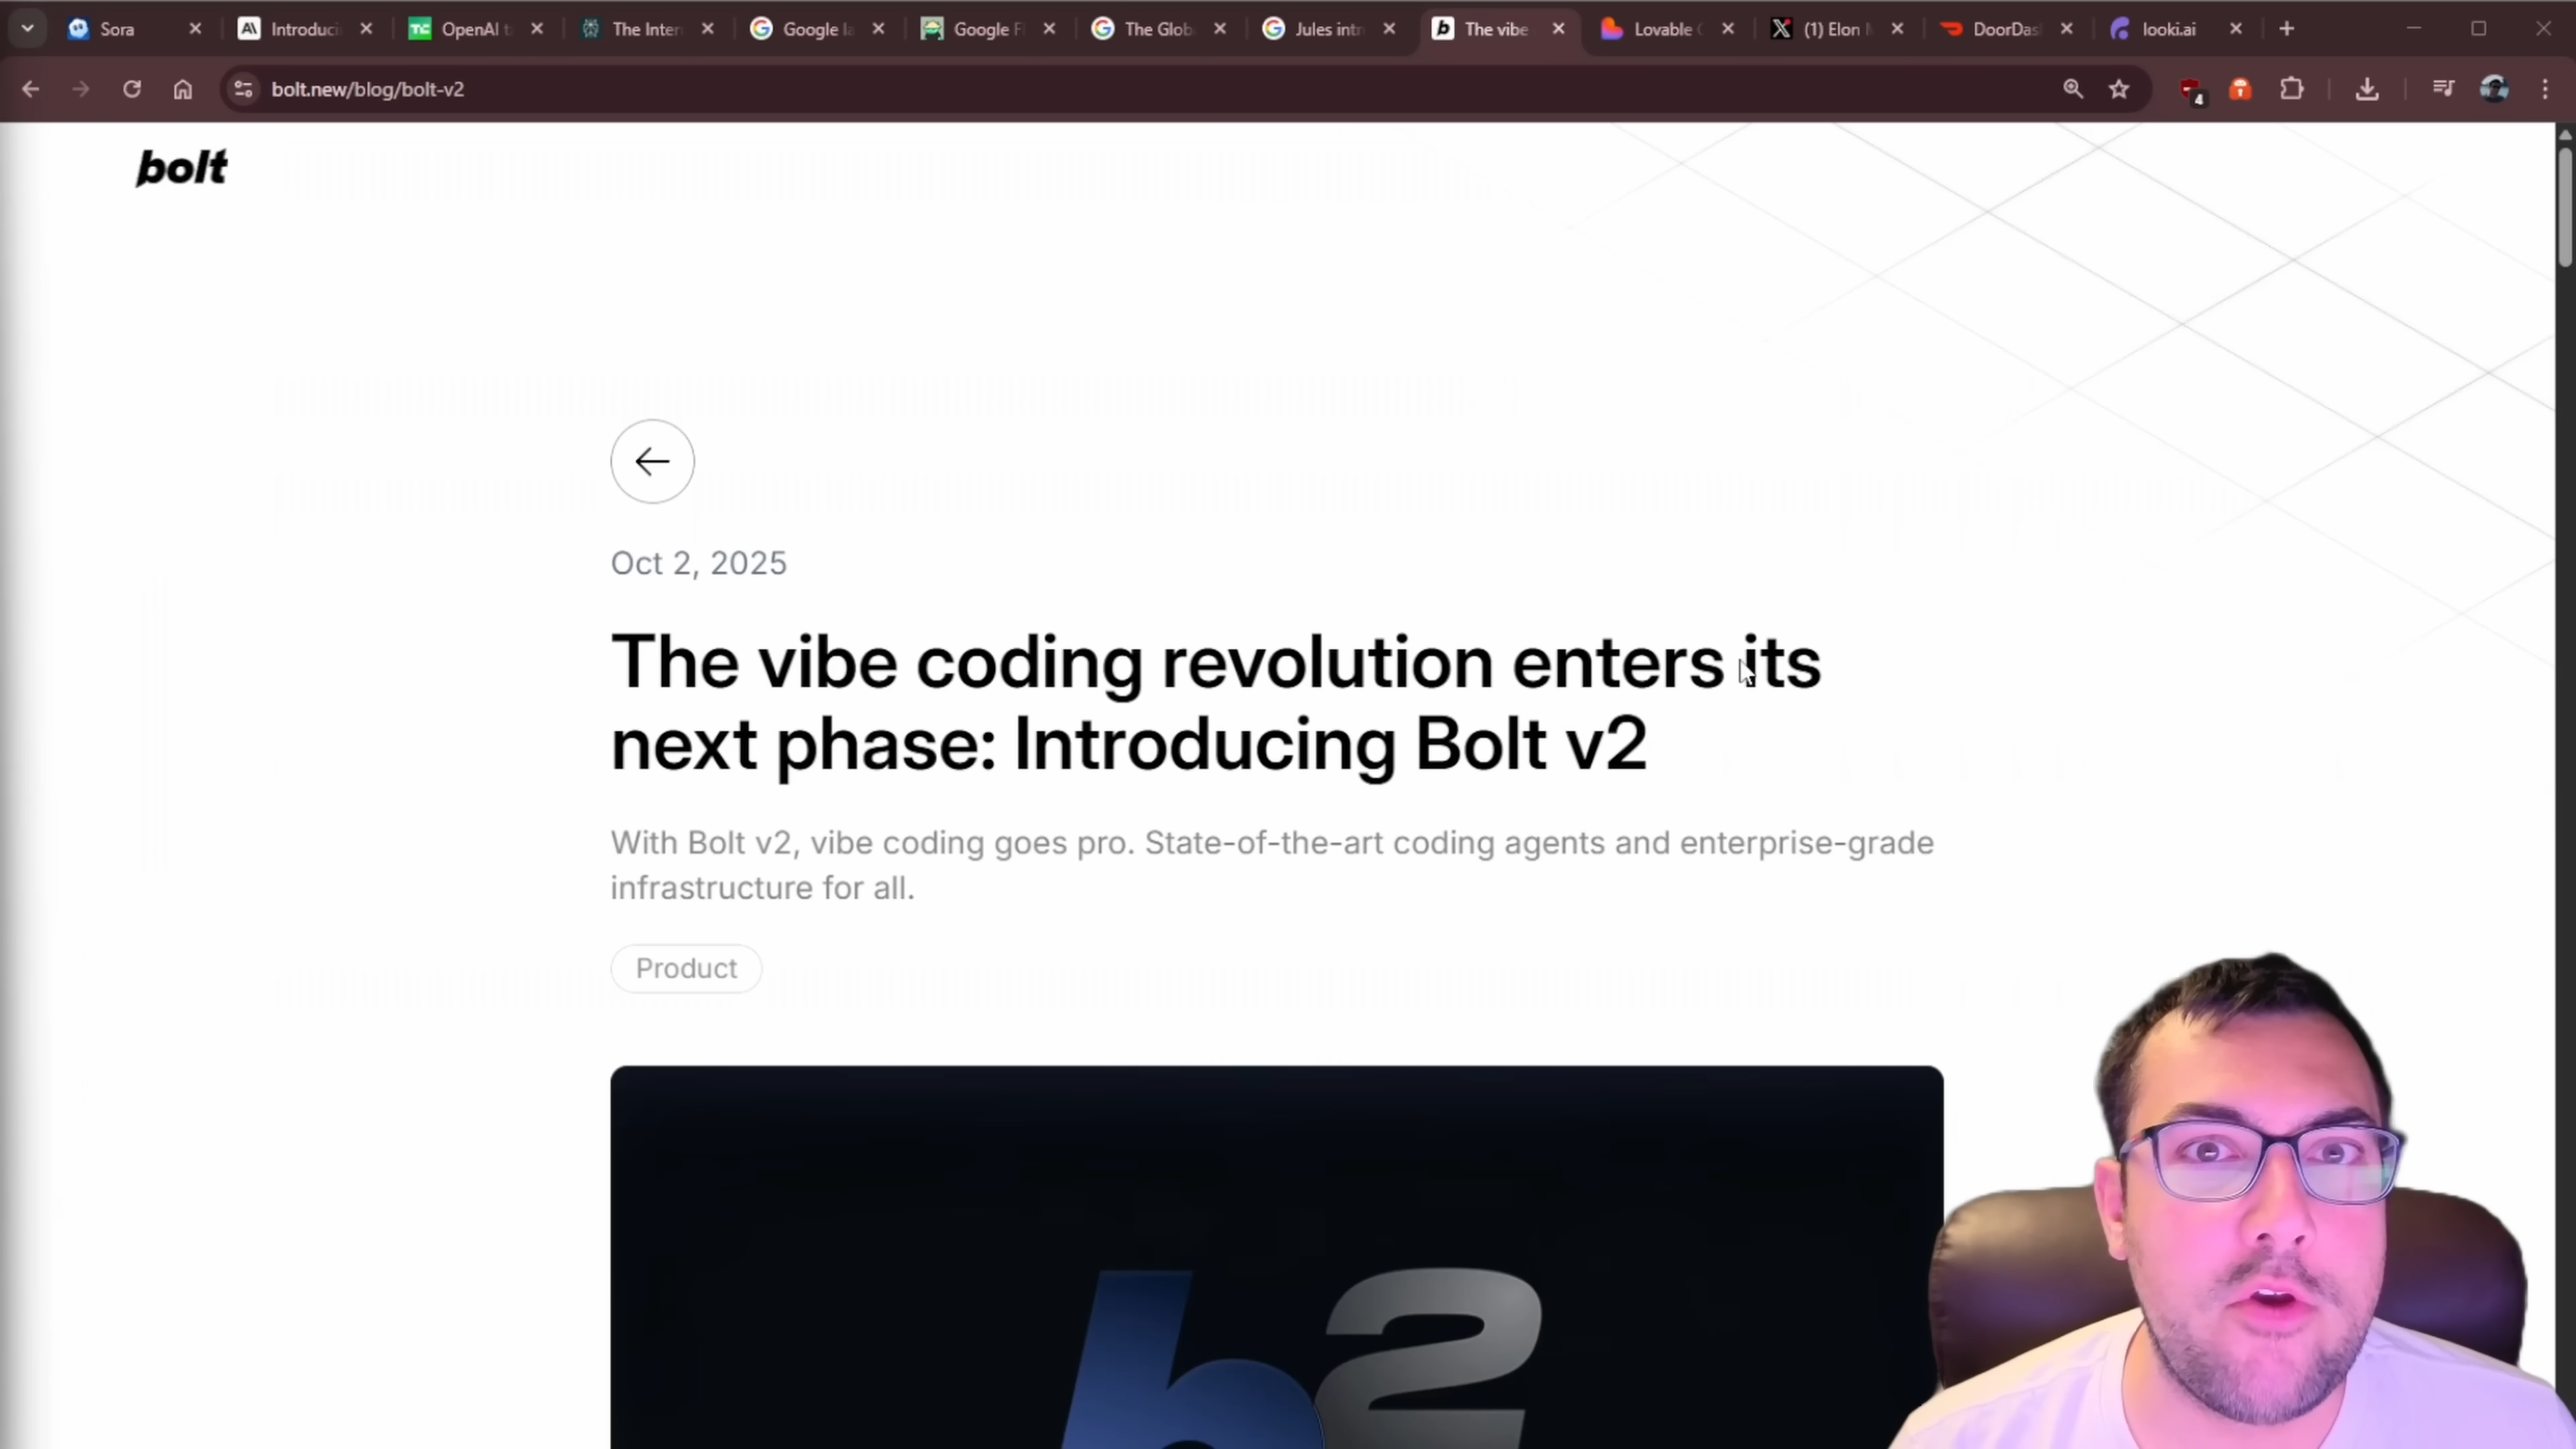 Sora
Introduci
OpenAI t
The Inter
Google la
Google F
The Glob
Jules intr
The vibe
Lovable
(1) Elon
DoorDas
looki.ai
bolt.new/blog/bolt-v2
4
bolt
Oct 2, 2025
The vibe coding revolution enters its
next phase: Introducing Bolt v2
With Bolt v2, vibe coding goes pro. State-of-the-art coding agents and enterprise-grade
infrastructure for all.
Product
b2